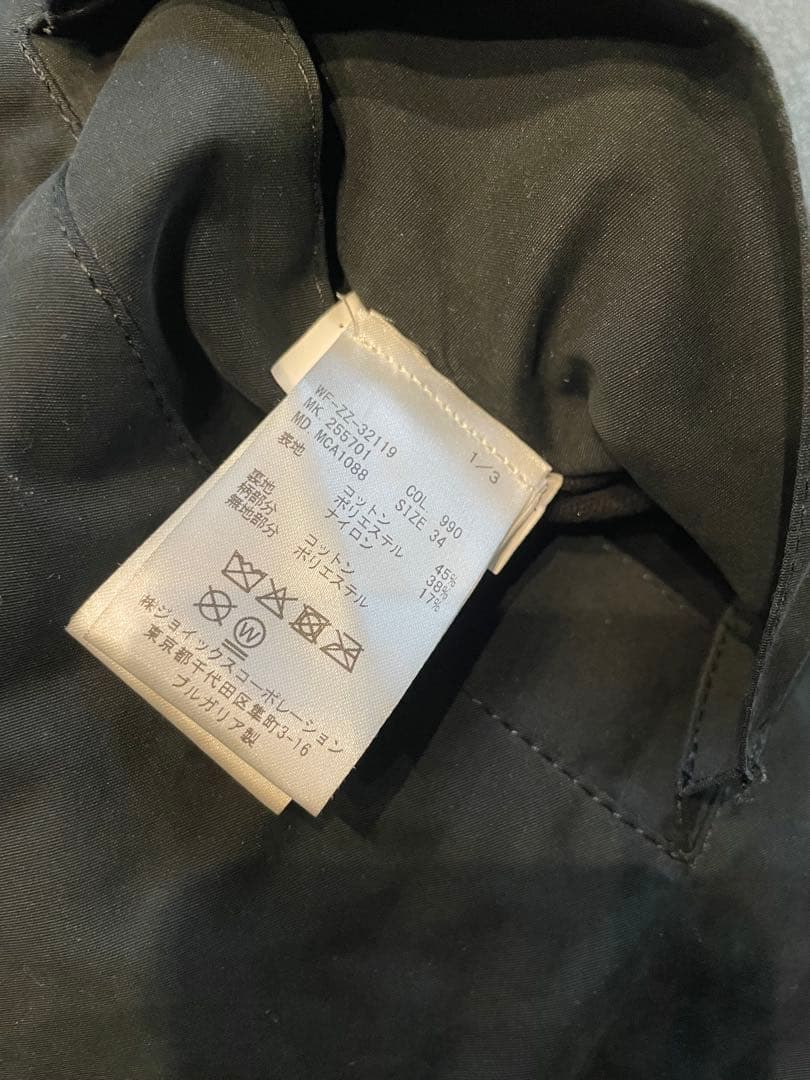 WF-ZZ-32119 1/3
MK 255701 COL 990
MD MCA1088 SIZE 34
表地 コットン 45%
ポリエステル 38%
ナイロン 17%
裏地
柄部分 コットン
無地部分 ポリエステル
W
㈱ジョイックスコーポレーション
東京都千代田区隼町3-16
ブルガリア製